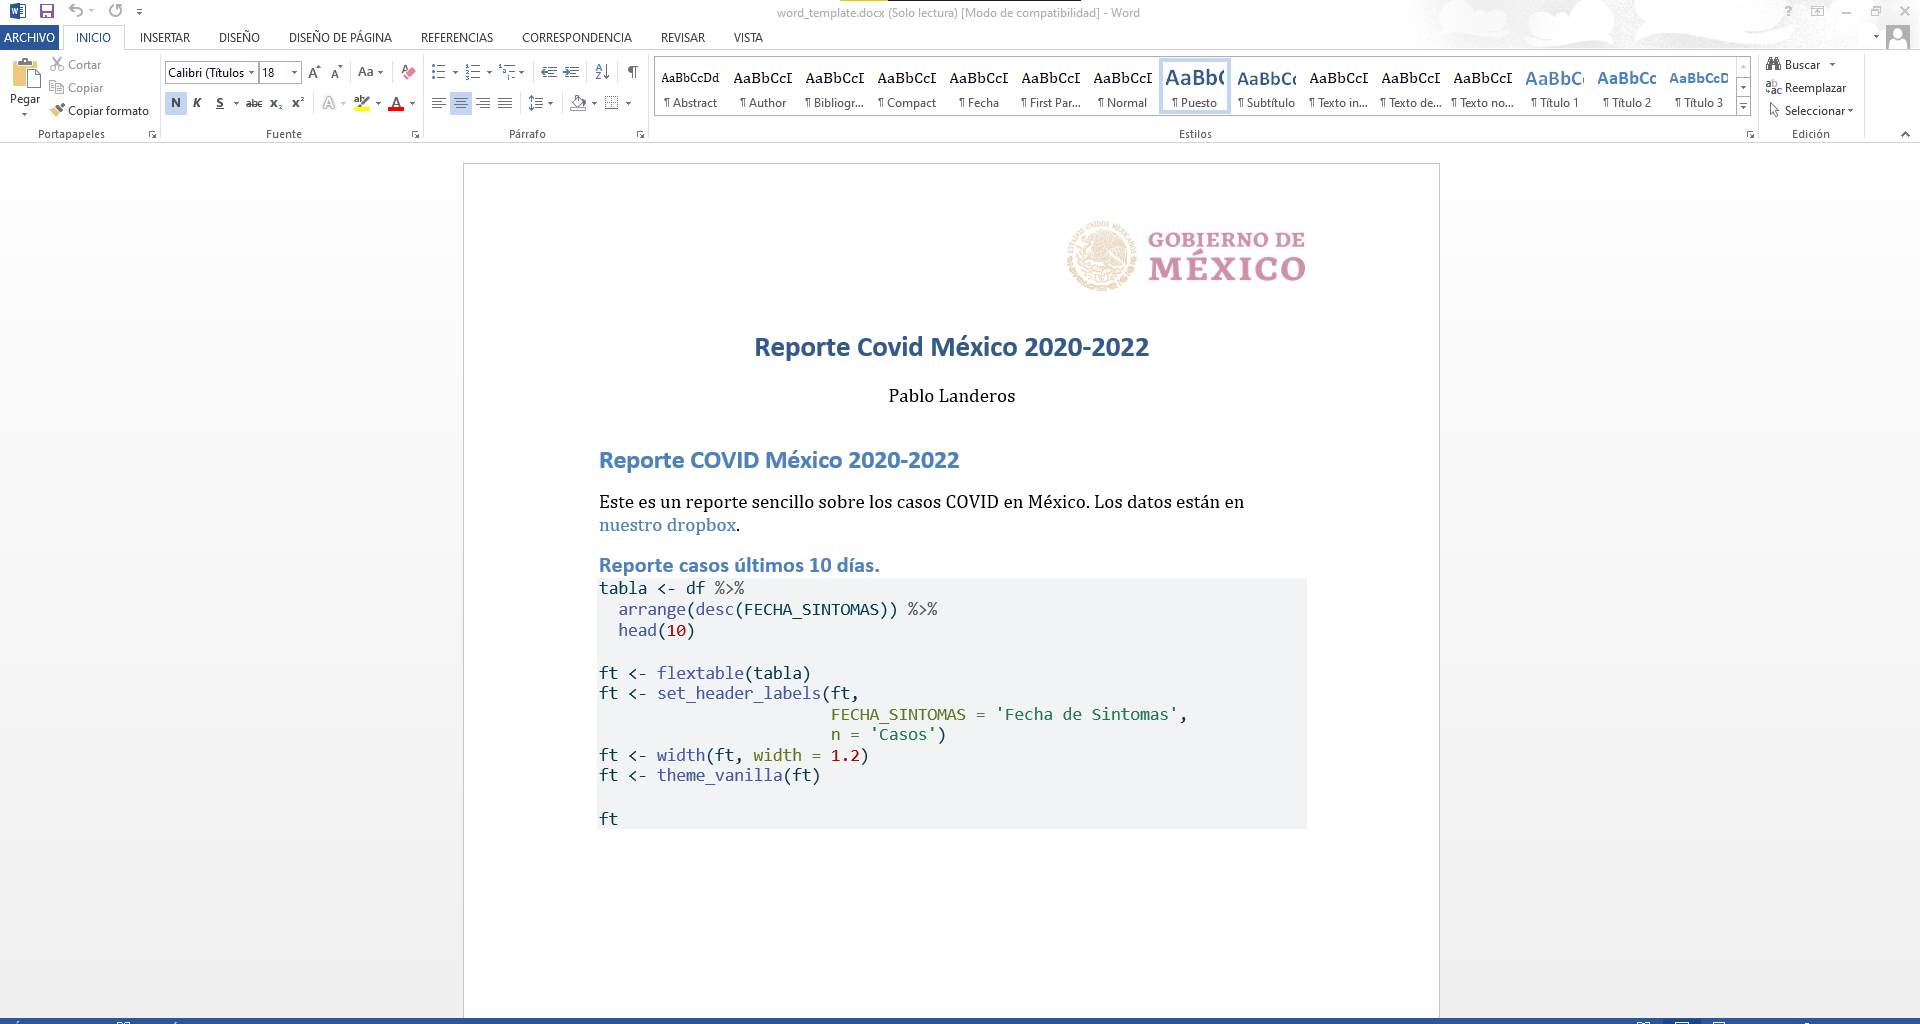 word_template.docx (Solo lectura) [Modo de compatibilidad] - Word
ARCHIVO INICIO INSERTAR DISEÑO DISEÑO DE PÁGINA REFERENCIAS CORRESPONDENCIA REVISAR VISTA
Pegar
Cortar
Copiar
Copiar formato
Portapapeles
Calibri (Títulos 18
Aa
N K S abc x₂ x² A ab A
Fuente
Párrafo
AaBbCcDd AaBbCcI AaBbCcI AaBbCcI AaBbCcI AaBbCcI AaBbCcI AaBb( AaBbCc AaBbCcI AaBbCcI AaBbCcI AaBbC AaBbCc AaBbCcD
¶ Abstract ¶ Author ¶ Bibliogr... ¶ Compact ¶ Fecha ¶ First Par... ¶ Normal ¶ Puesto ¶ Subtítulo ¶ Texto in... ¶ Texto de... ¶ Texto no... ¶ Título 1 ¶ Título 2 ¶ Título 3
Estilos
Buscar
Reemplazar
Seleccionar
Edición
ESTADOS UNIDOS MEXICANOS
GOBIERNO DE
MÉXICO
Reporte Covid México 2020-2022
Pablo Landeros
Reporte COVID México 2020-2022
Este es un reporte sencillo sobre los casos COVID en México. Los datos están en
nuestro dropbox.
Reporte casos últimos 10 días.
tabla <- df %>%
  arrange(desc(FECHA_SINTOMAS)) %>%
  head(10)
ft <- flextable(tabla)
ft <- set_header_labels(ft,
                        FECHA_SINTOMAS = 'Fecha de Sintomas',
                        n = 'Casos')
ft <- width(ft, width = 1.2)
ft <- theme_vanilla(ft)
ft